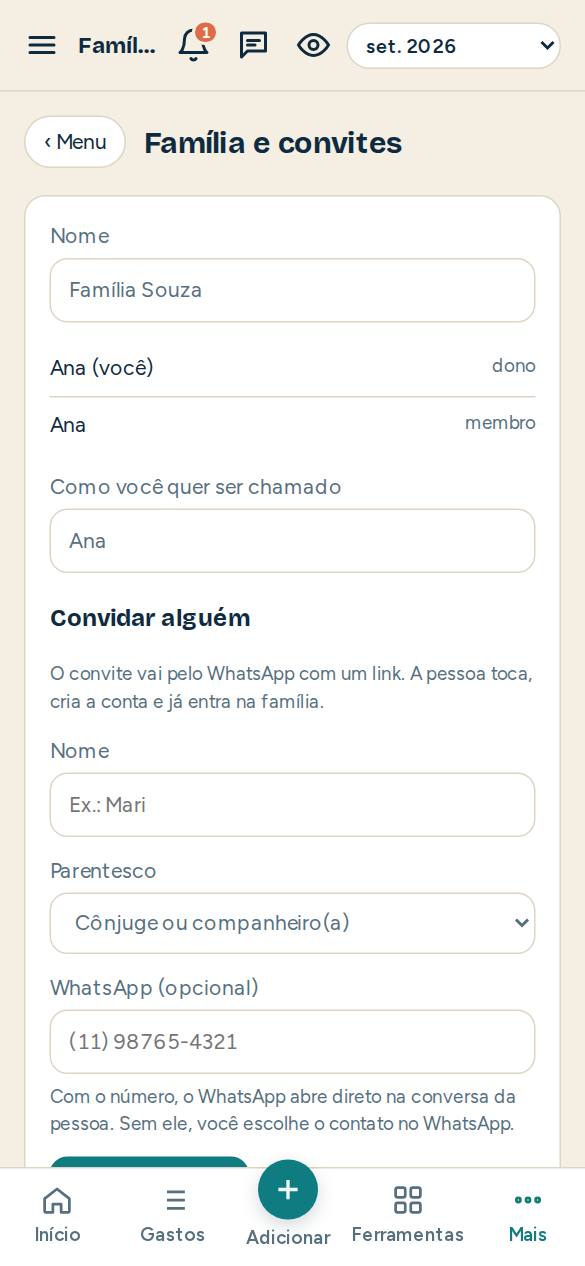 Famíl...
1
set. 2026
‹ Menu
Família e convites
Nome
Família Souza
Ana (você)
dono
Ana
membro
Como você quer ser chamado
Ana
Convidar alguém
O convite vai pelo WhatsApp com um link. A pessoa toca,
cria a conta e já entra na família.
Nome
Ex.: Mari
Parentesco
Cônjuge ou companheiro(a)
WhatsApp (opcional)
(11) 98765-4321
Com o número, o WhatsApp abre direto na conversa da
pessoa. Sem ele, você escolhe o contato no WhatsApp.
Início
Gastos
Adicionar
Ferramentas
Mais